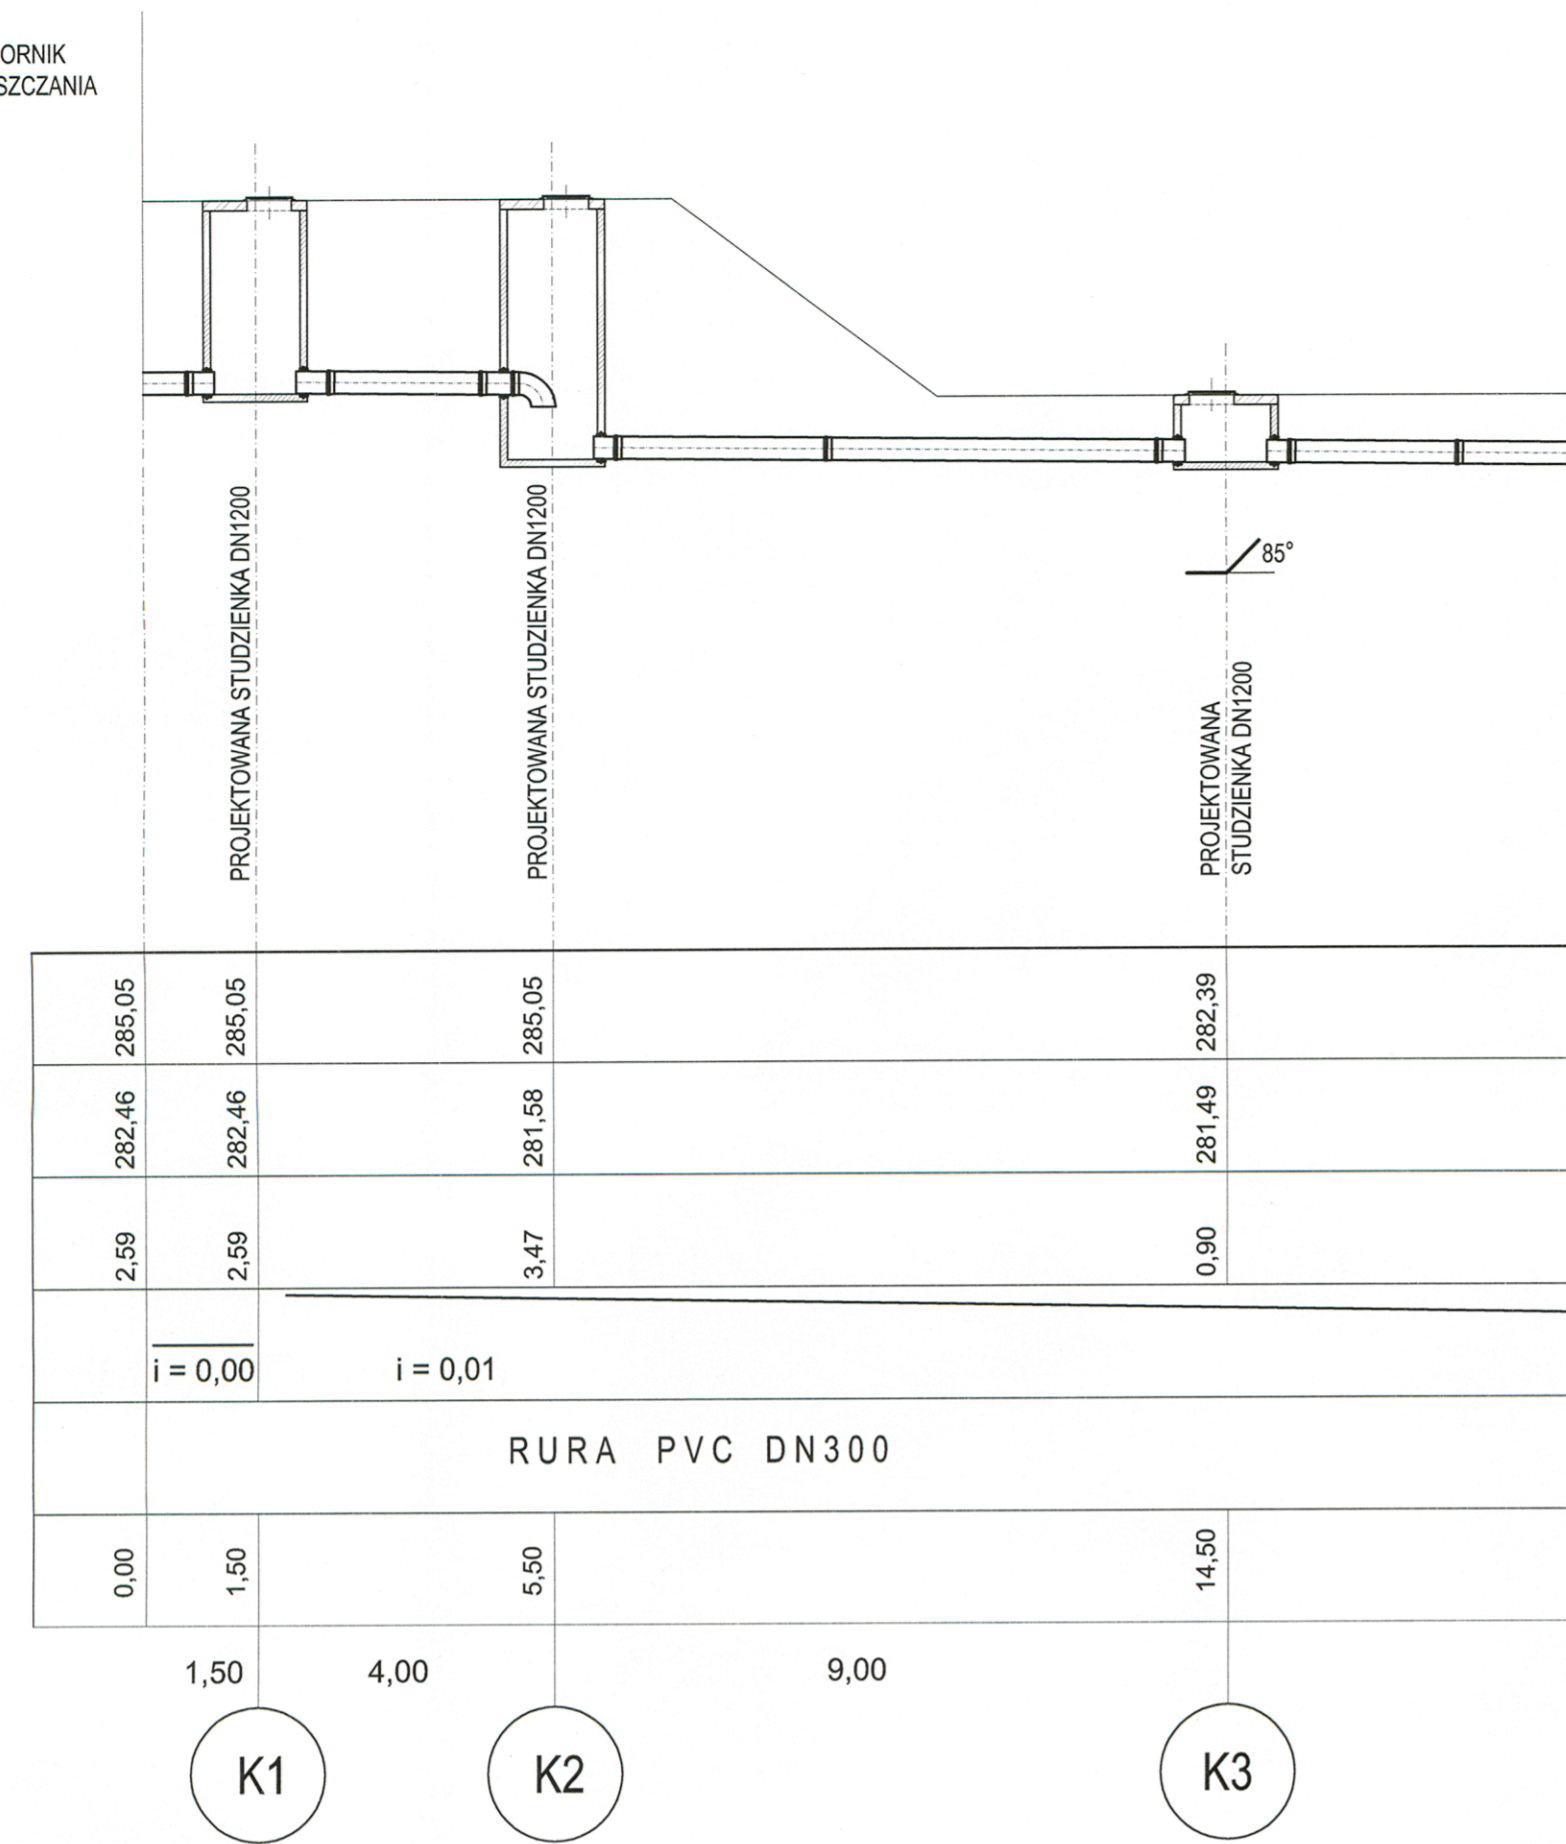 ORNIK
SZCZANIA
85°
PROJEKTOWANA STUDZIENKA DN1200
PROJEKTOWANA STUDZIENKA DN1200
PROJEKTOWANA
STUDZIENKA DN1200
285,05 285,05 285,05 282,39
282,46 282,46 281,58 281,49
2,59 2,59 3,47 0,90
i = 0,00 i = 0,01
RURA PVC DN300
0,00 1,50 5,50 14,50
1,50 4,00 9,00
K1 K2 K3